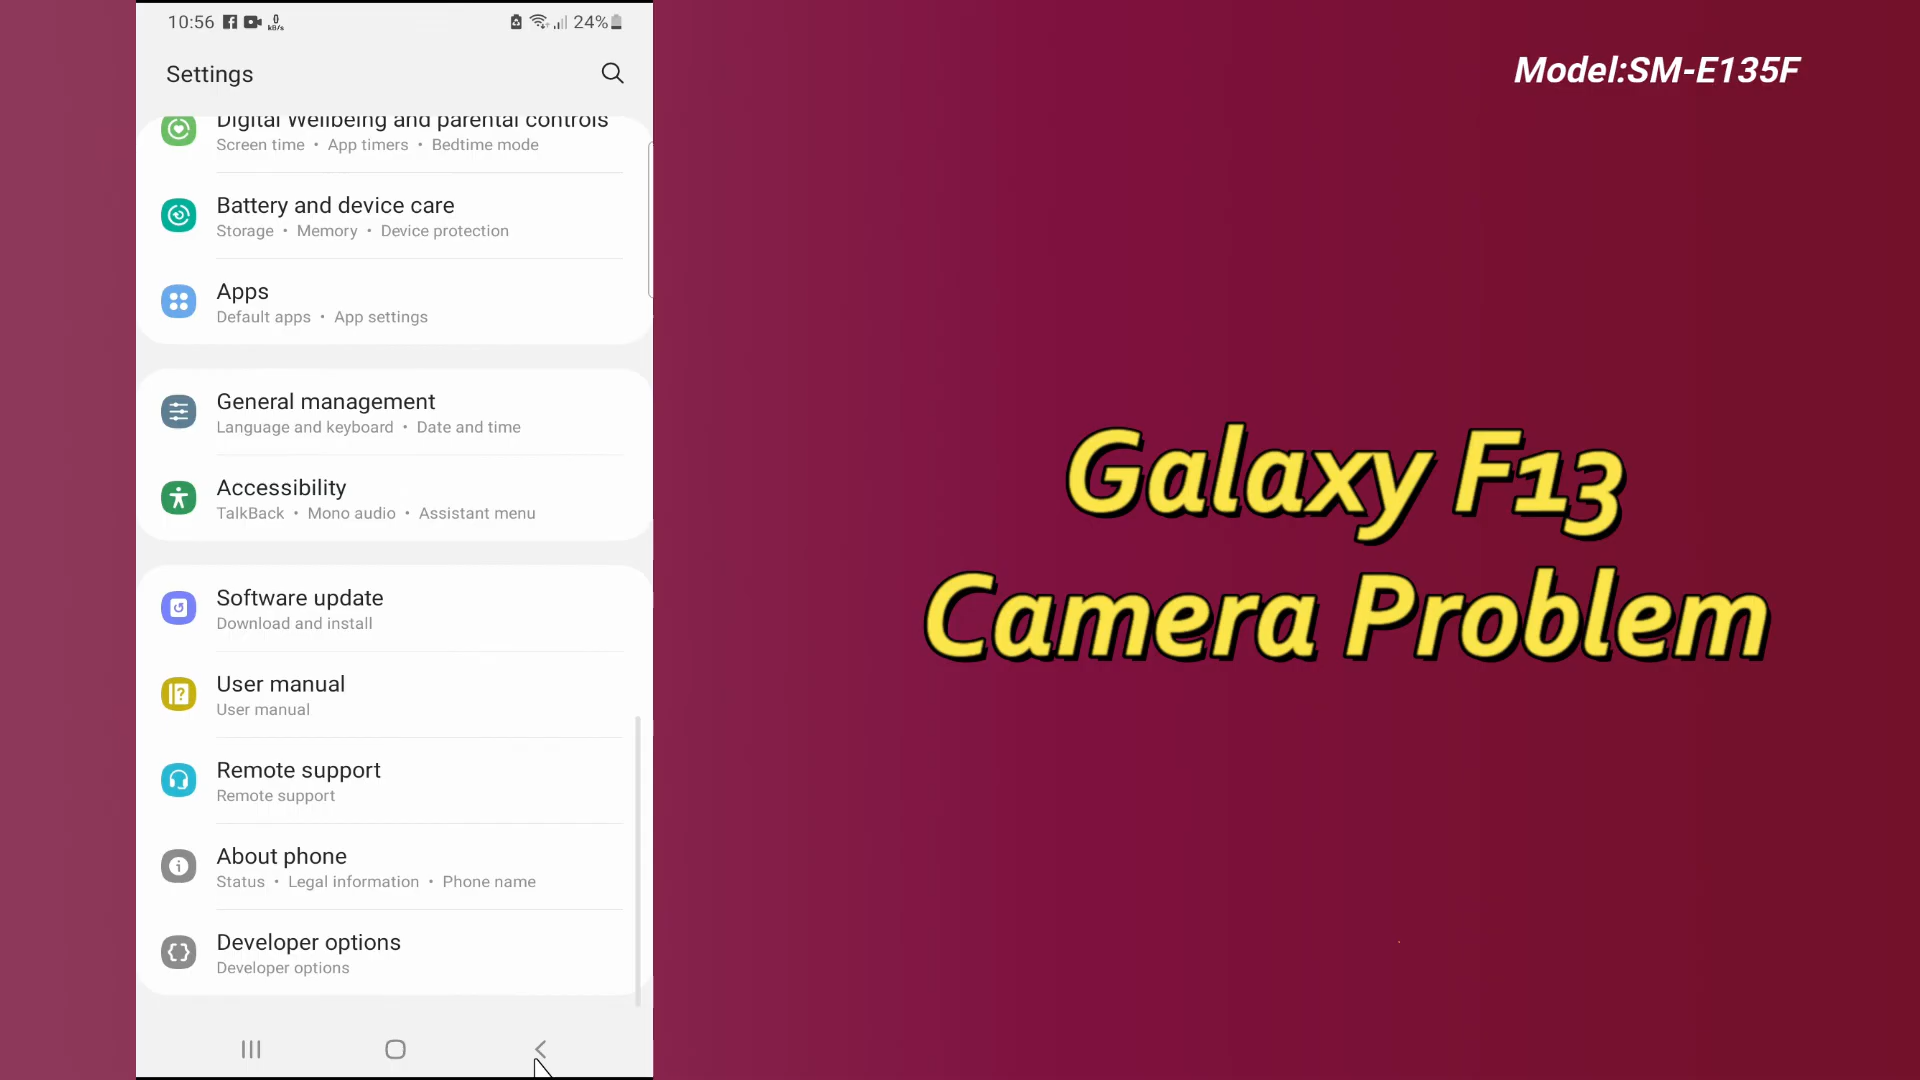 10:56
0
kB/s
24%
Model:SM-E135F
Settings
Digital Wellbeing and parental controls
Screen time • App timers • Bedtime mode
Battery and device care
Storage • Memory • Device protection
Apps
Default apps • App settings
General management
Language and keyboard • Date and time
Accessibility
TalkBack • Mono audio • Assistant menu
Software update
Download and install
User manual
User manual
Remote support
Remote support
About phone
Status • Legal information • Phone name
Developer options
Developer options
Galaxy F13
Camera Problem